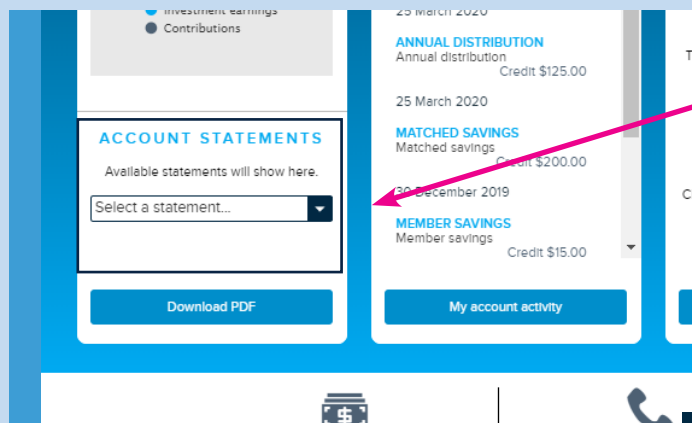 Investment earnings
Contributions
ACCOUNT STATEMENTS
Available statements will show here.
Select a statement...
Download PDF
25 March 2020
ANNUAL DISTRIBUTION
Annual distribution
Credit $125.00
25 March 2020
MATCHED SAVINGS
Matched savings
Credit $200.00
30 December 2019
MEMBER SAVINGS
Member savings
Credit $15.00
My account activity